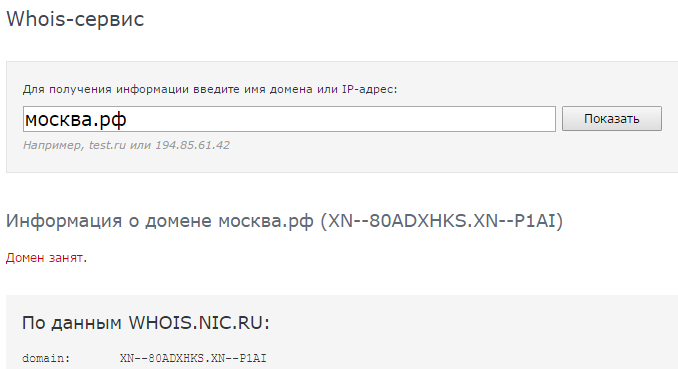 Whois-сервис
Для получения информации введите имя домена или IP-адрес:
москва.рф
Показать
Например, test.ru или 194.85.61.42
Информация о домене москва.рф (XN--80ADXHKS.XN--P1AI)
Домен занят.
По данным WHOIS.NIC.RU:
domain: XN--80ADXHKS.XN--P1AI